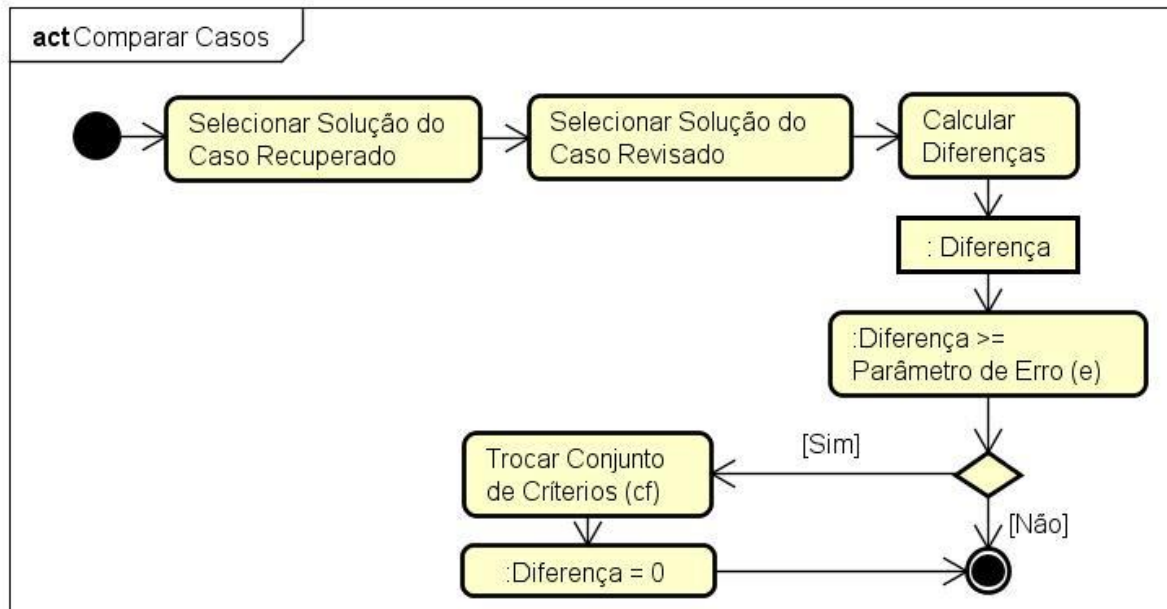 act Comparar Casos
Selecionar Solução do
Caso Recuperado
Selecionar Solução do
Caso Revisado
Calcular
Diferenças
: Diferença
:Diferença >=
Parâmetro de Erro (e)
[Sim]
Trocar Conjunto
de Críterios (cf)
[Não]
:Diferença = 0